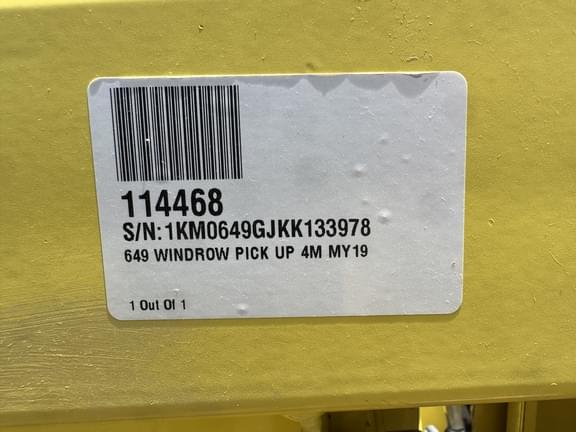 114468
S/N:1KM0649GJKK133978
649 WINDROW PICK UP 4M MY19
1 Out Of 1